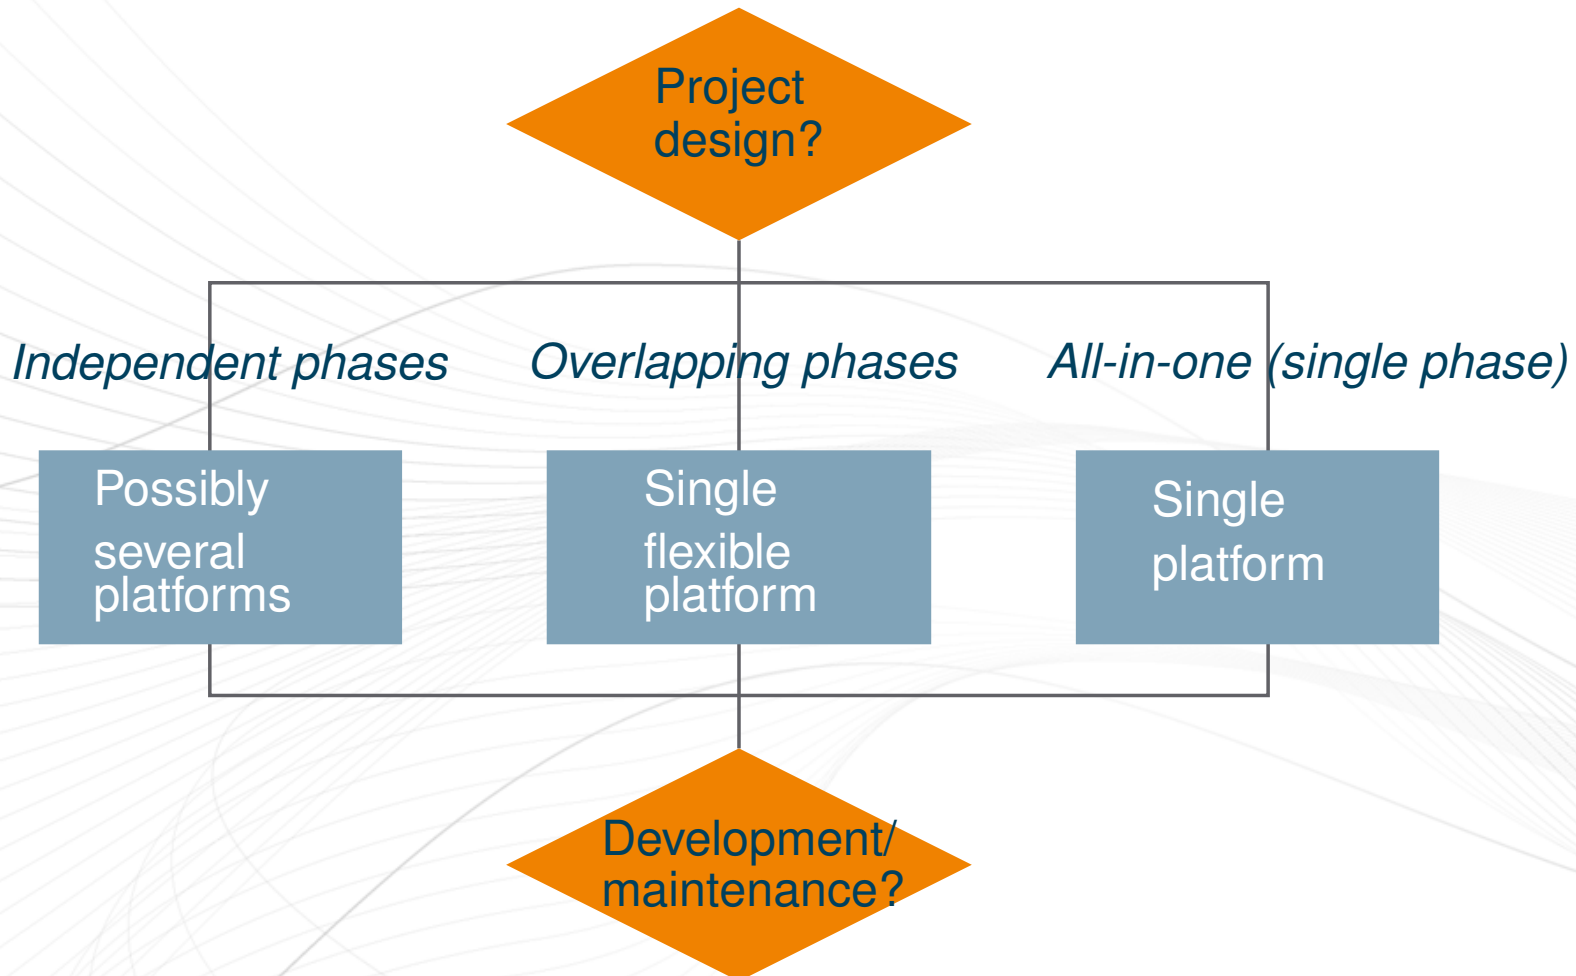 Project
design?
Independent phases
Overlapping phases
All-in-one (single phase)
Possibly
several
platforms
Single
flexible
platform
Single
platform
Development/
maintenance?